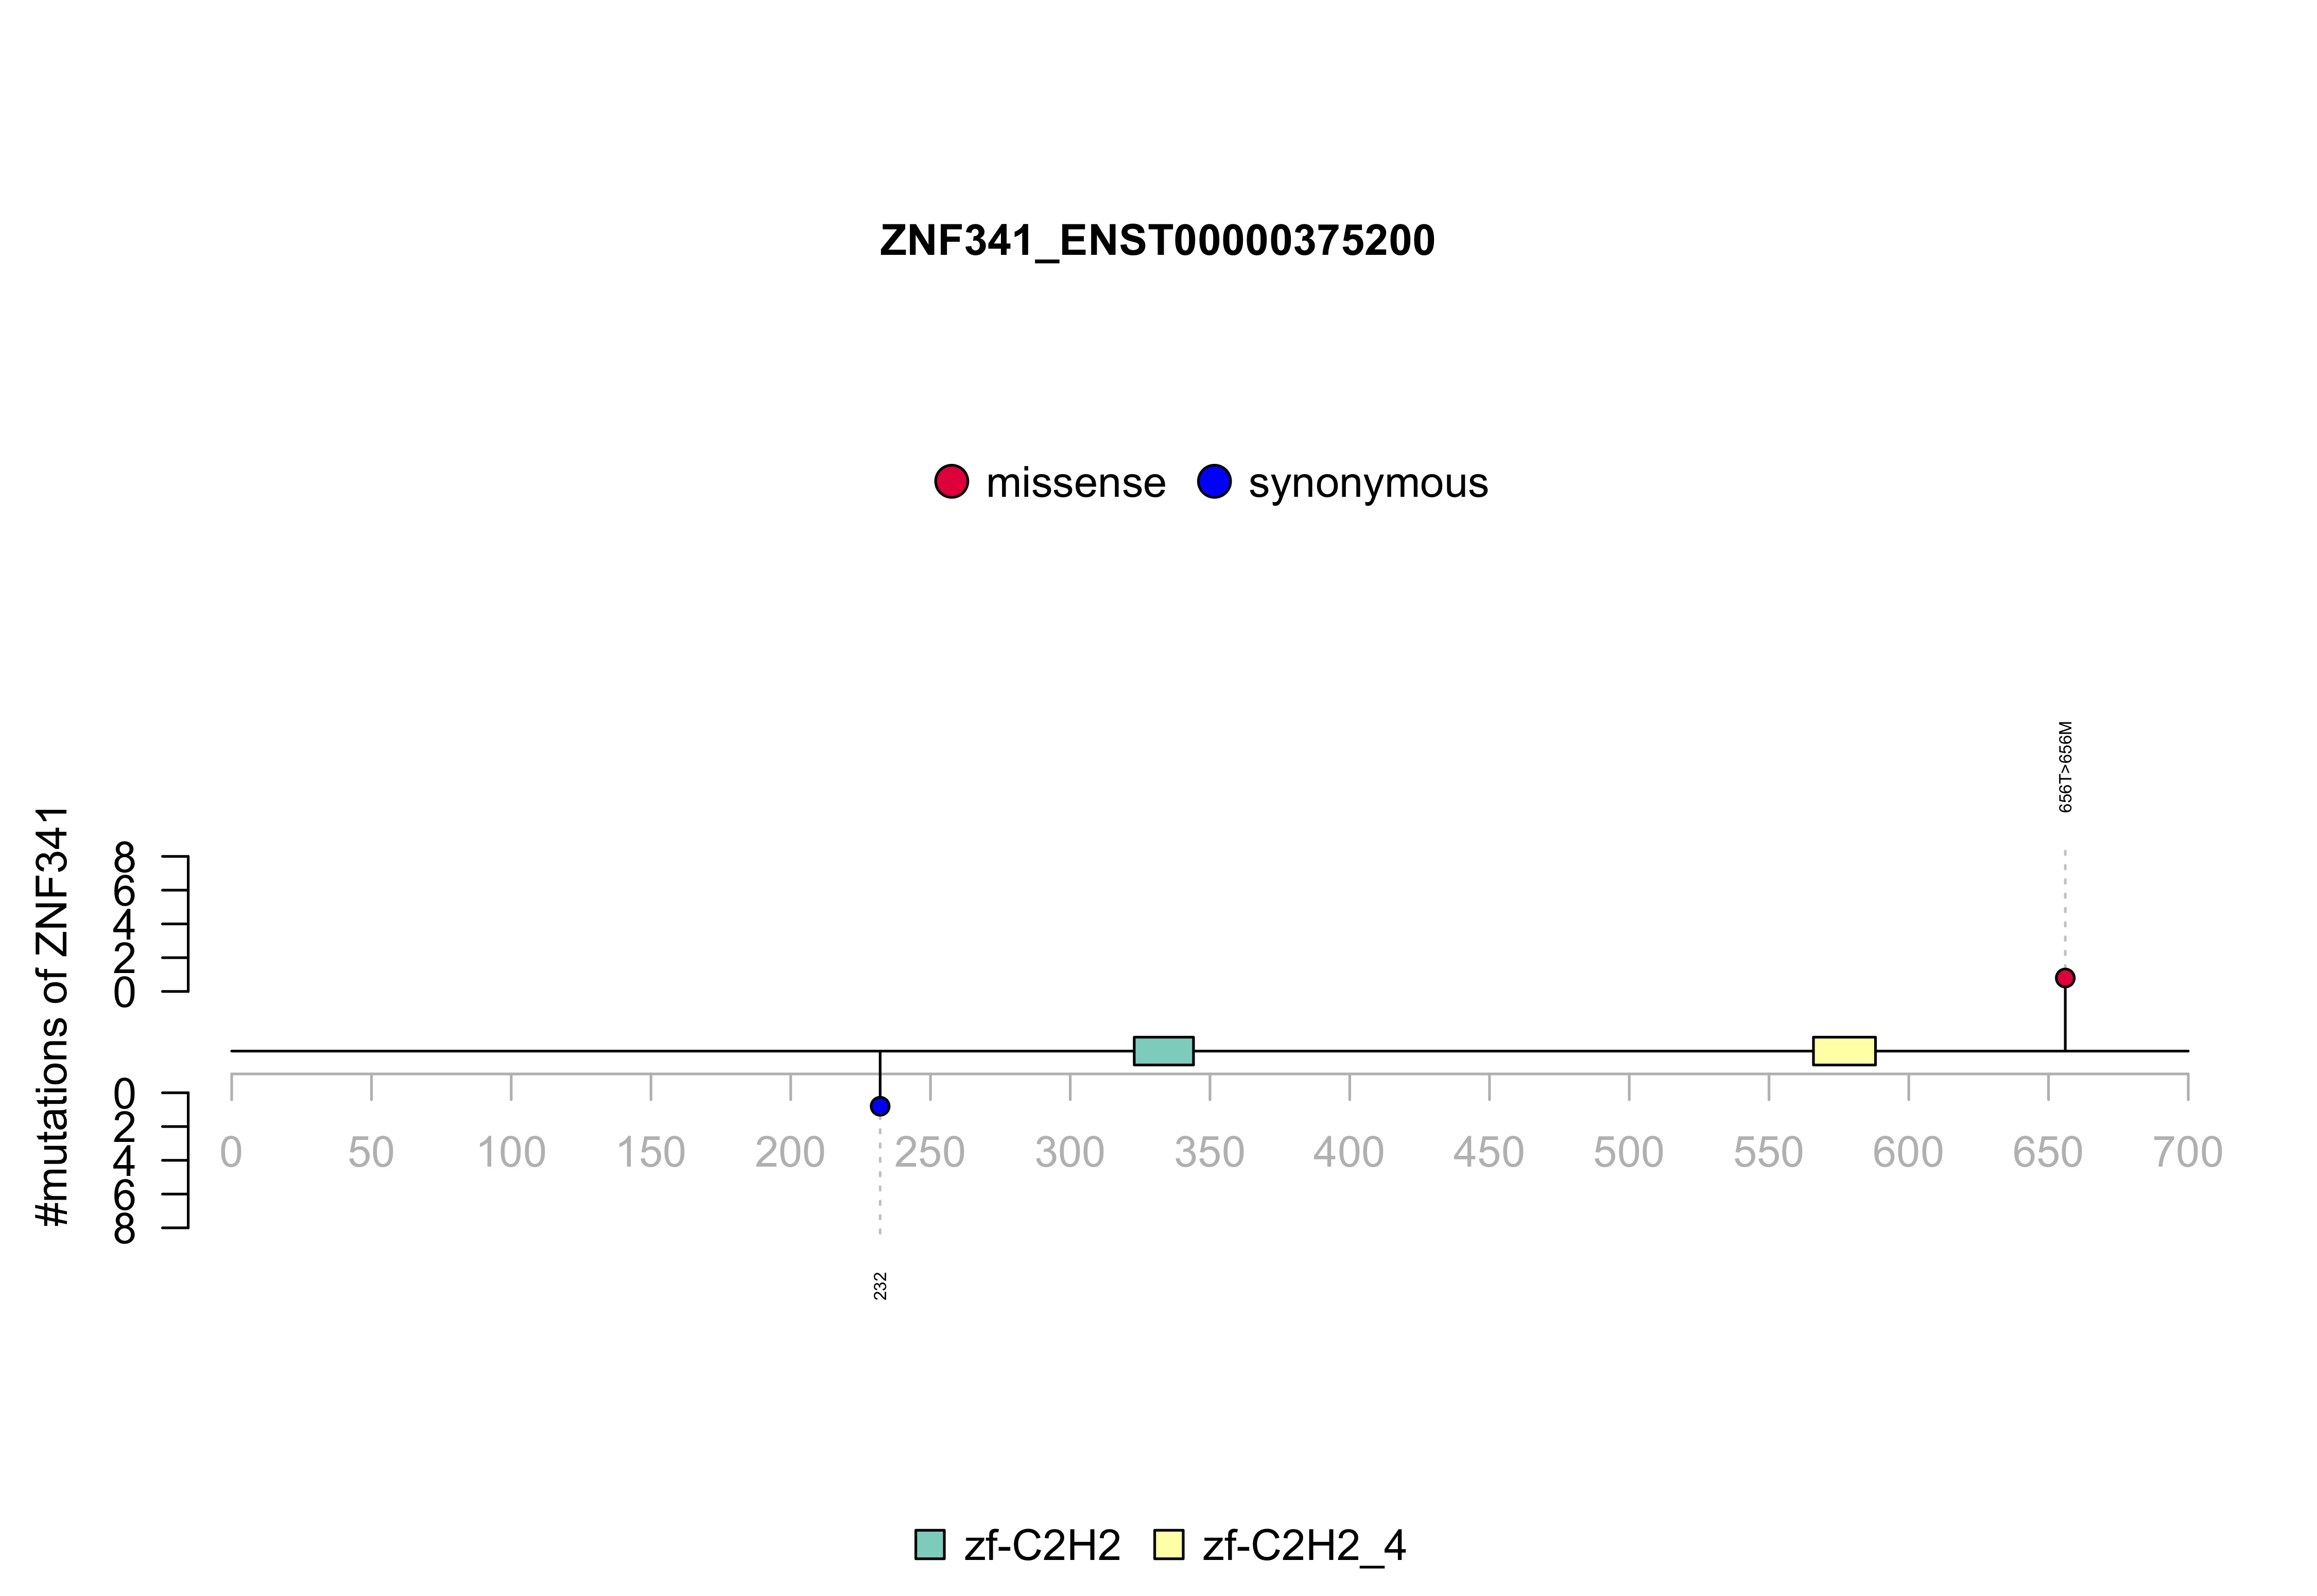 ZNF341_ENST00000375200
missense synonymous
656T>656M
#mutations of ZNF341
8
6
4
2
0
0
2
4
6
8
0 50 100 150 200 250 300 350 400 450 500 550 600 650 700
232
zf-C2H2 zf-C2H2_4